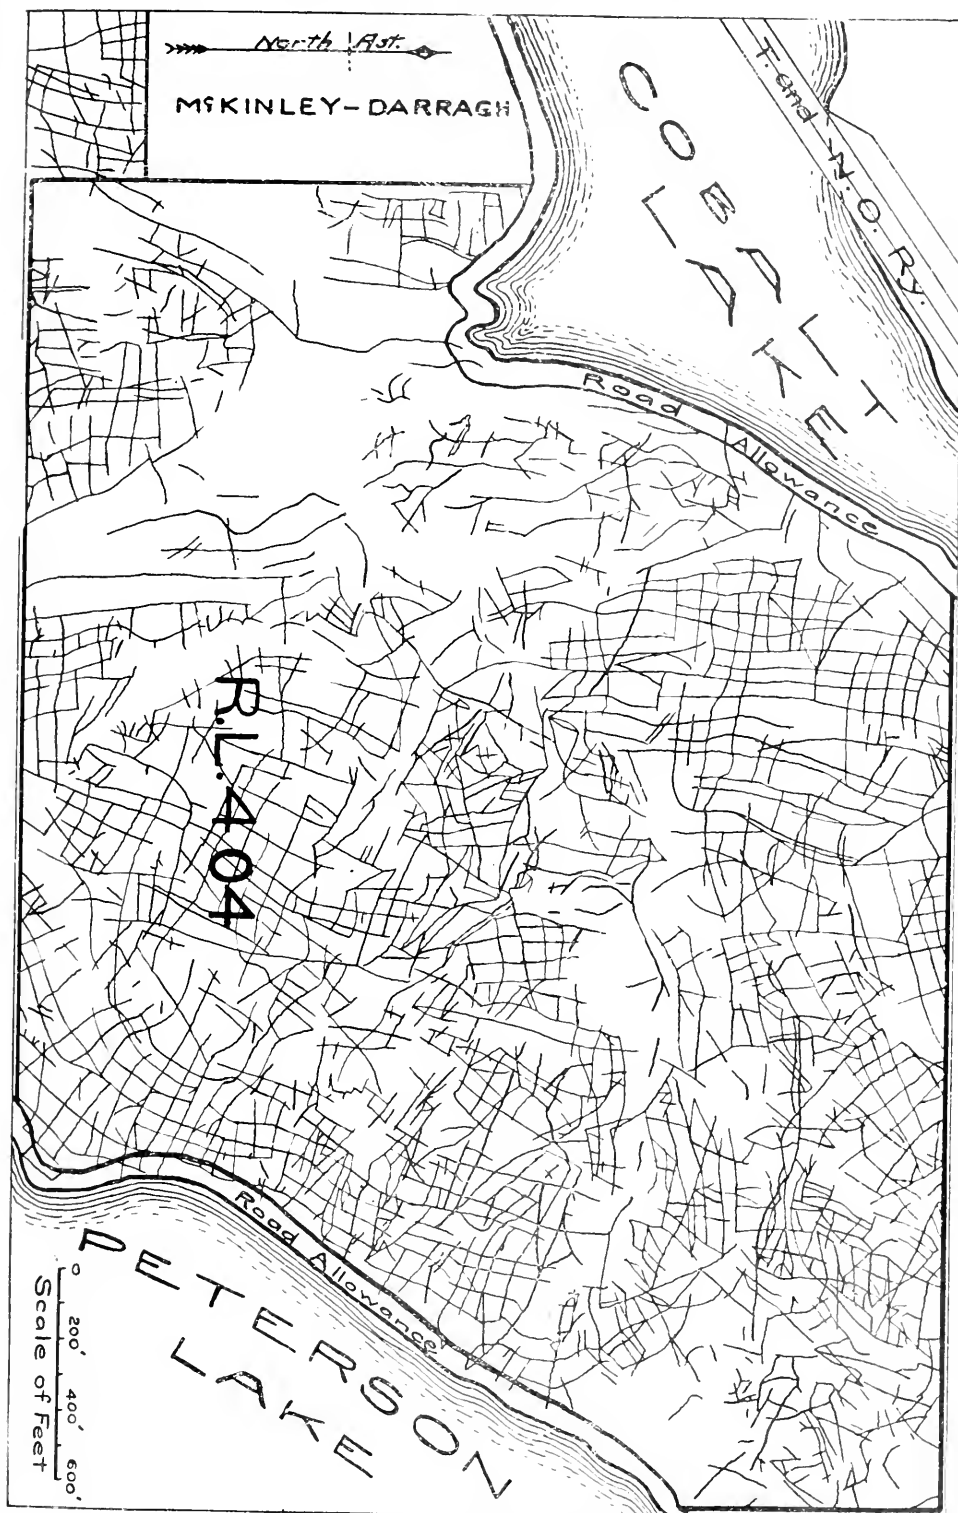 North Ast.
McKINLEY-DARRAGH
COBALT
LAKE
T. and N. O. Ry.
Road Allowance
R.L. 404
Road Allowance
PETERSON
LAKE
0 200' 400' 600'
Scale of Feet